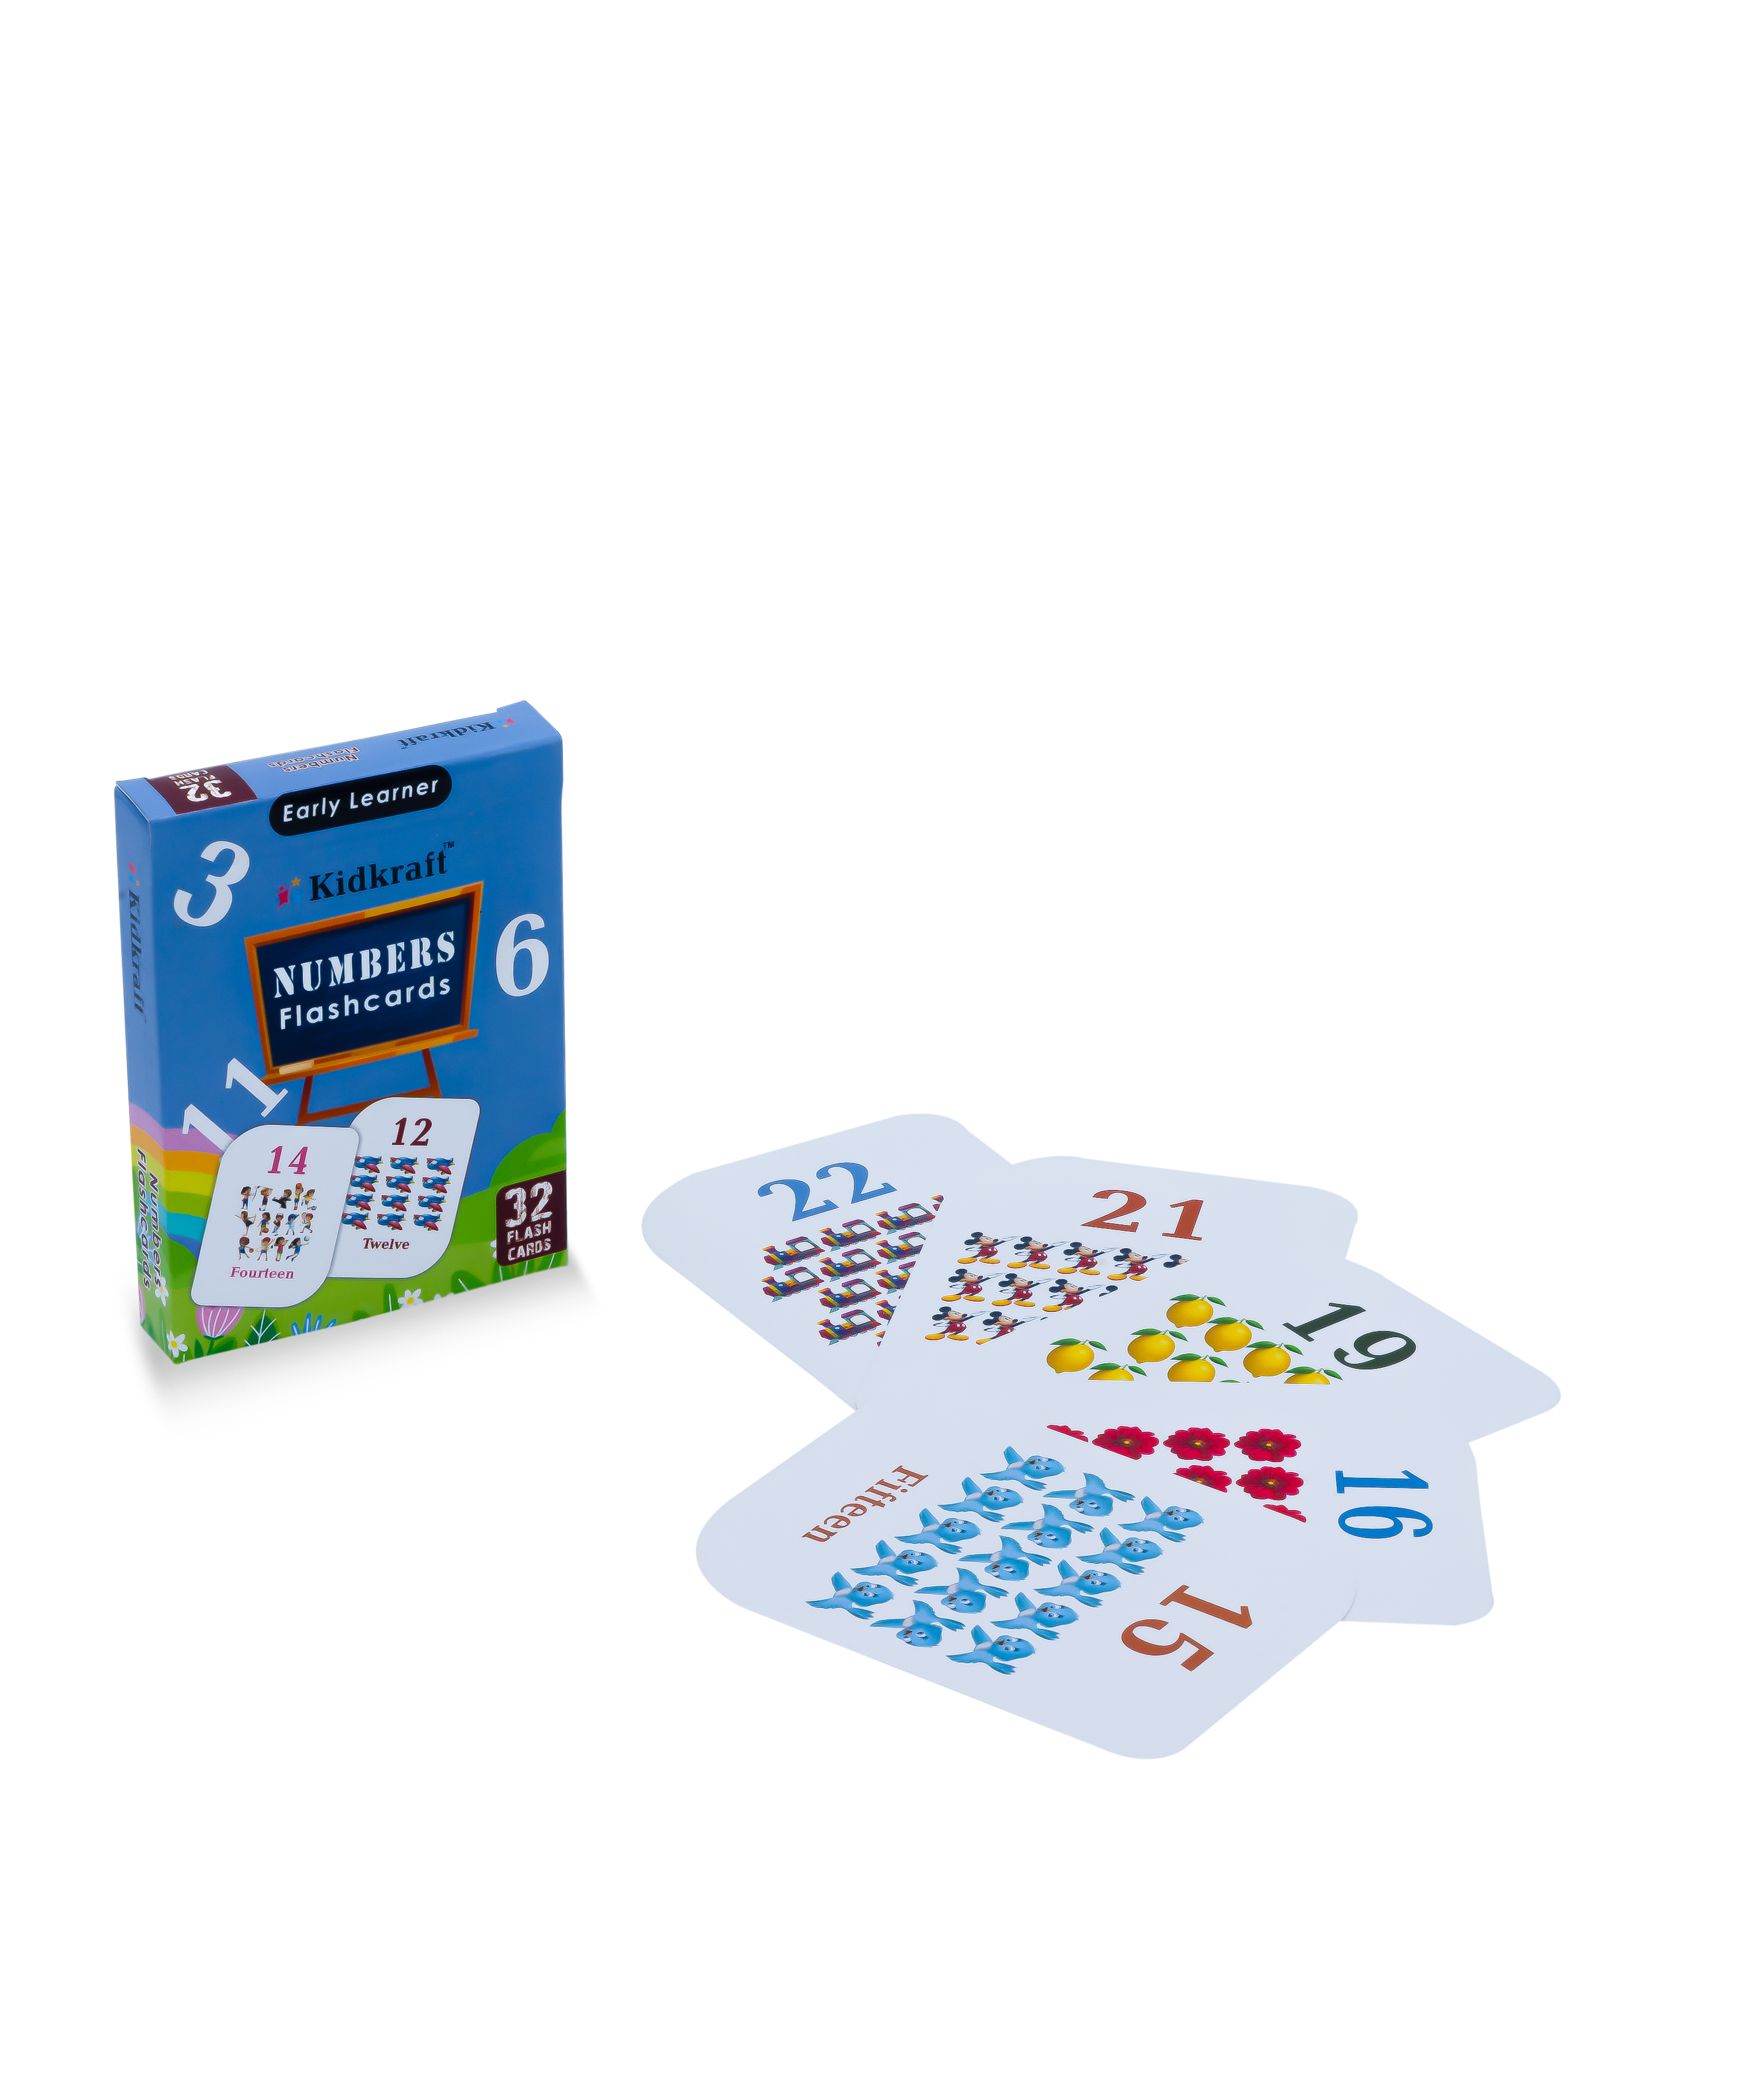 Kidkraft
Numbers
Flashcards
32
FLASH
CARDS
Early Learner
3
Kidkraft™
6
NUMBERS
Flashcards
11
14
Fourteen
12
Twelve
32
FLASH
CARDS
Kidkraft
Numbers
Flashcards
22
21
19
16
15
Fifteen